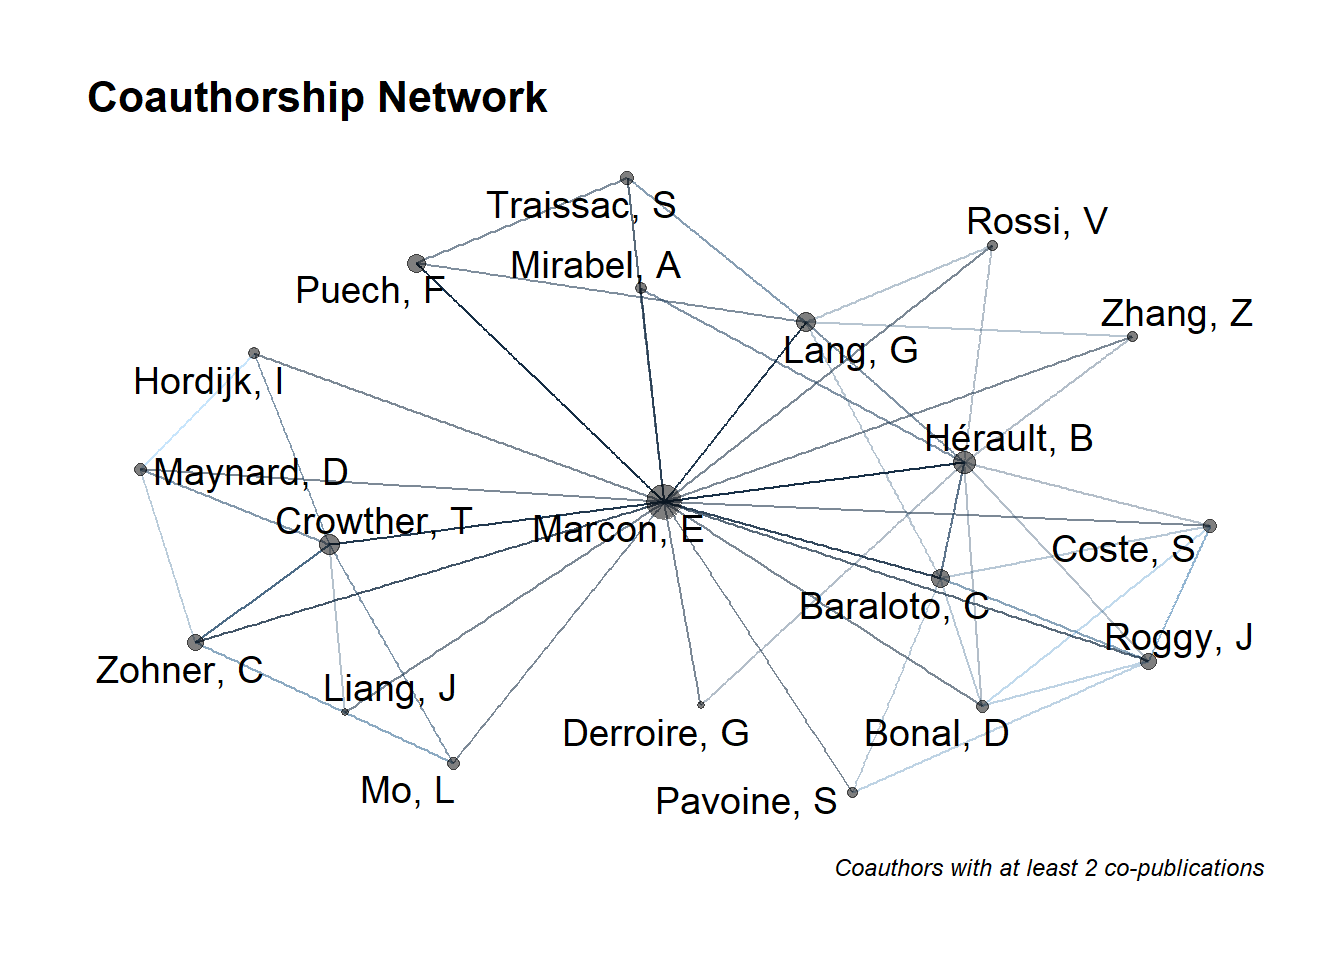 Coauthorship Network
Traissac, S
Rossi, V
Mirabel, A
Puech, F
Zhang, Z
Lang, G
Hordijk, I
Hérault, B
Maynard, D
Crowther, T
Marcon, E
Coste, S
Baraloto, C
Roggy, J
Zohner, C
Liang, J
Derroire, G
Bonal, D
Mo, L
Pavoine, S
Coauthors with at least 2 co-publications